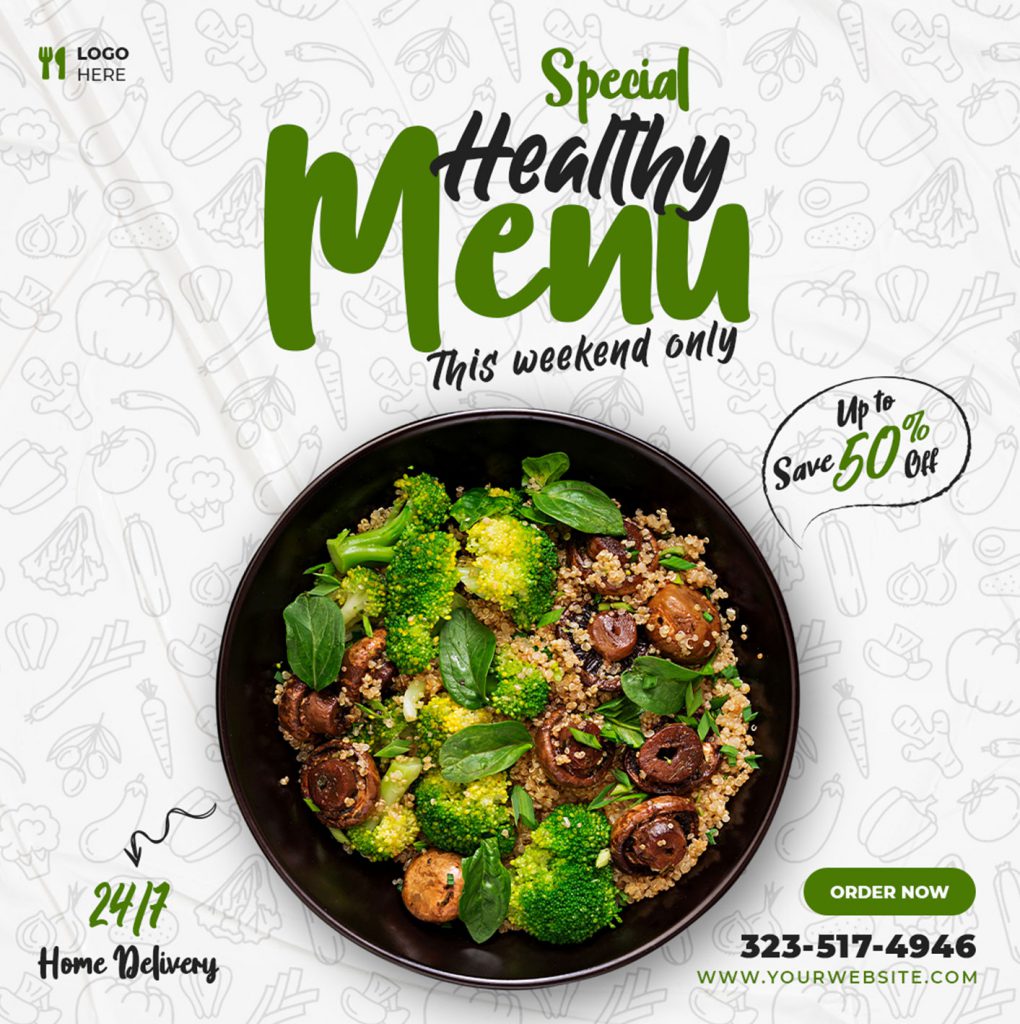 LOGO
HERE
Special
Healthy
Menu
This weekend only
Up to
Save 50% Off
24/7
Home Delivery
ORDER NOW
323-517-4946
WWW.YOURWEBSITE.COM